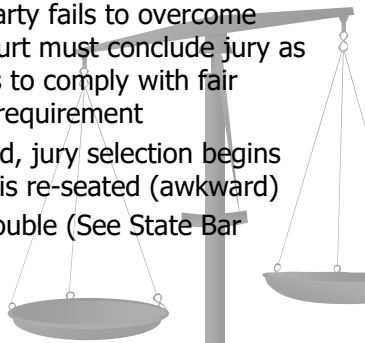 arty fails to overcome
urt must conclude jury as
s to comply with fair
requirement
d, jury selection begins
is re-seated (awkward)
ouble (See State Bar